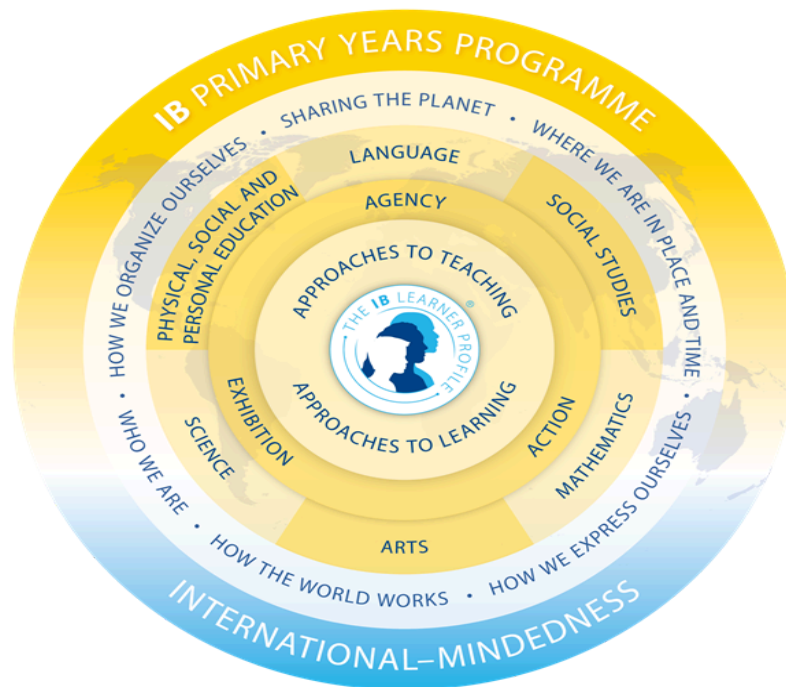 IB PRIMARY YEARS PROGRAMME
SHARING THE PLANET • WHERE WE ARE IN PLACE AND TIME • HOW WE EXPRESS OURSELVES • HOW THE WORLD WORKS • WHO WE ARE • HOW WE ORGANIZE OURSELVES •
LANGUAGE
SOCIAL STUDIES
MATHEMATICS
ARTS
SCIENCE
PHYSICAL, SOCIAL AND
PERSONAL EDUCATION
AGENCY
ACTION
EXHIBITION
APPROACHES TO TEACHING
APPROACHES TO LEARNING
THE IB LEARNER PROFILE
®
INTERNATIONAL–MINDEDNESS